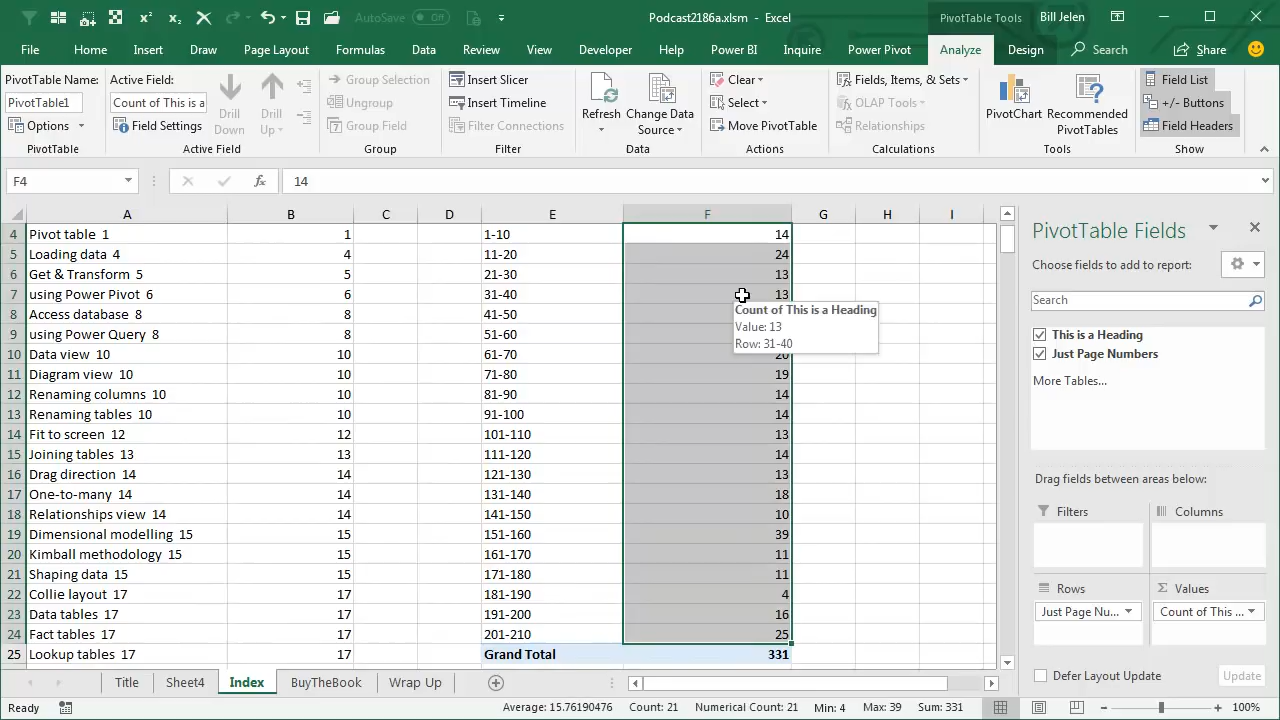 x² x₂ AutoSave Off Podcast2186a.xlsm - Excel PivotTable Tools Bill Jelen
File Home Insert Draw Page Layout Formulas Data Review View Developer Help Power BI Inquire Power Pivot Analyze Design Search Share
PivotTable Name:
PivotTable1
Options
PivotTable
Active Field:
Count of This is a
Field Settings
Drill Down
Drill Up
Active Field
Group Selection
Ungroup
Group Field
Group
Insert Slicer
Insert Timeline
Filter Connections
Filter
Refresh
Change Data Source
Data
Clear
Select
Move PivotTable
Actions
Fields, Items, & Sets
OLAP Tools
Relationships
Calculations
PivotChart
Recommended PivotTables
Tools
Field List
+/- Buttons
Field Headers
Show
F4 fx 14
A B C D E F G H I
4 Pivot table 1 1 1-10 14
5 Loading data 4 4 11-20 24
6 Get & Transform 5 5 21-30 13
7 using Power Pivot 6 6 31-40 13
8 Access database 8 8 41-50
9 using Power Query 8 8 51-60
10 Data view 10 10 61-70 20
11 Diagram view 10 10 71-80 19
12 Renaming columns 10 10 81-90 14
13 Renaming tables 10 10 91-100 14
14 Fit to screen 12 12 101-110 13
15 Joining tables 13 13 111-120 14
16 Drag direction 14 14 121-130 13
17 One-to-many 14 14 131-140 18
18 Relationships view 14 14 141-150 10
19 Dimensional modelling 15 15 151-160 39
20 Kimball methodology 15 15 161-170 11
21 Shaping data 15 15 171-180 11
22 Collie layout 17 17 181-190 4
23 Data tables 17 17 191-200 16
24 Fact tables 17 17 201-210 25
25 Lookup tables 17 17 Grand Total 331
Count of This is a Heading
Value: 13
Row: 31-40
PivotTable Fields
Choose fields to add to report:
Search
This is a Heading
Just Page Numbers
More Tables...
Drag fields between areas below:
Filters Columns
Rows Σ Values
Just Page Nu... Count of This ...
Defer Layout Update Update
Title Sheet4 Index BuyTheBook Wrap Up
Ready Average: 15.76190476 Count: 21 Numerical Count: 21 Min: 4 Max: 39 Sum: 331 100%